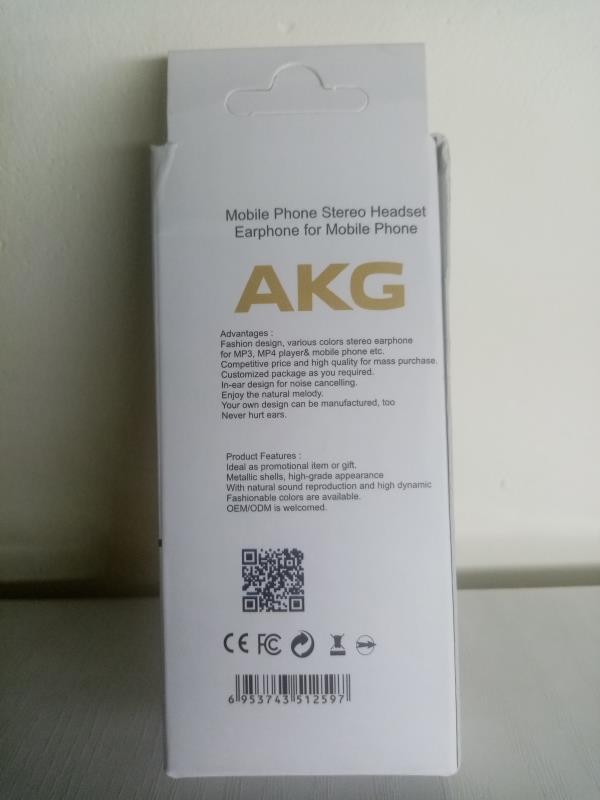 Mobile Phone Stereo Headset
Earphone for Mobile Phone
AKG
Advantages :
Fashion design, various colors stereo earphone
for MP3, MP4 player& mobile phone etc.
Competitive price and high quality for mass purchase.
Customized package as you required.
In-ear design for noise cancelling.
Enjoy the natural melody.
Your own design can be manufactured, too
Never hurt ears.
Product Features :
Ideal as promotional item or gift.
Metallic shells, high-grade appearance
With natural sound reproduction and high dynamic
Fashionable colors are available.
OEM/ODM is welcomed.
CE FC
6 953743 512597